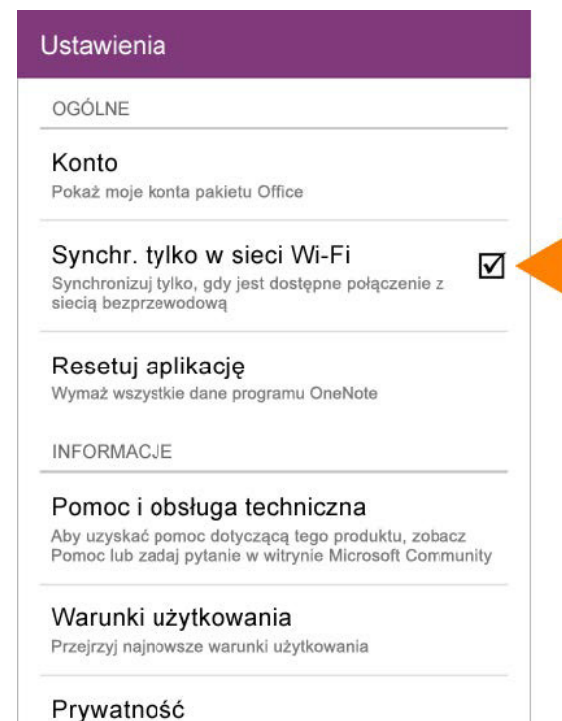 Ustawienia
OGÓLNE
Konto
Pokaż moje konta pakietu Office
Synchr. tylko w sieci Wi-Fi
Synchronizuj tylko, gdy jest dostępne połączenie z
siecią bezprzewodową
Resetuj aplikację
Wymaż wszystkie dane programu OneNote
INFORMACJE
Pomoc i obsługa techniczna
Aby uzyskać pomoc dotyczącą tego produktu, zobacz
Pomoc lub zadaj pytanie w witrynie Microsoft Community
Warunki użytkowania
Przejrzyj najnowsze warunki użytkowania
Prywatność